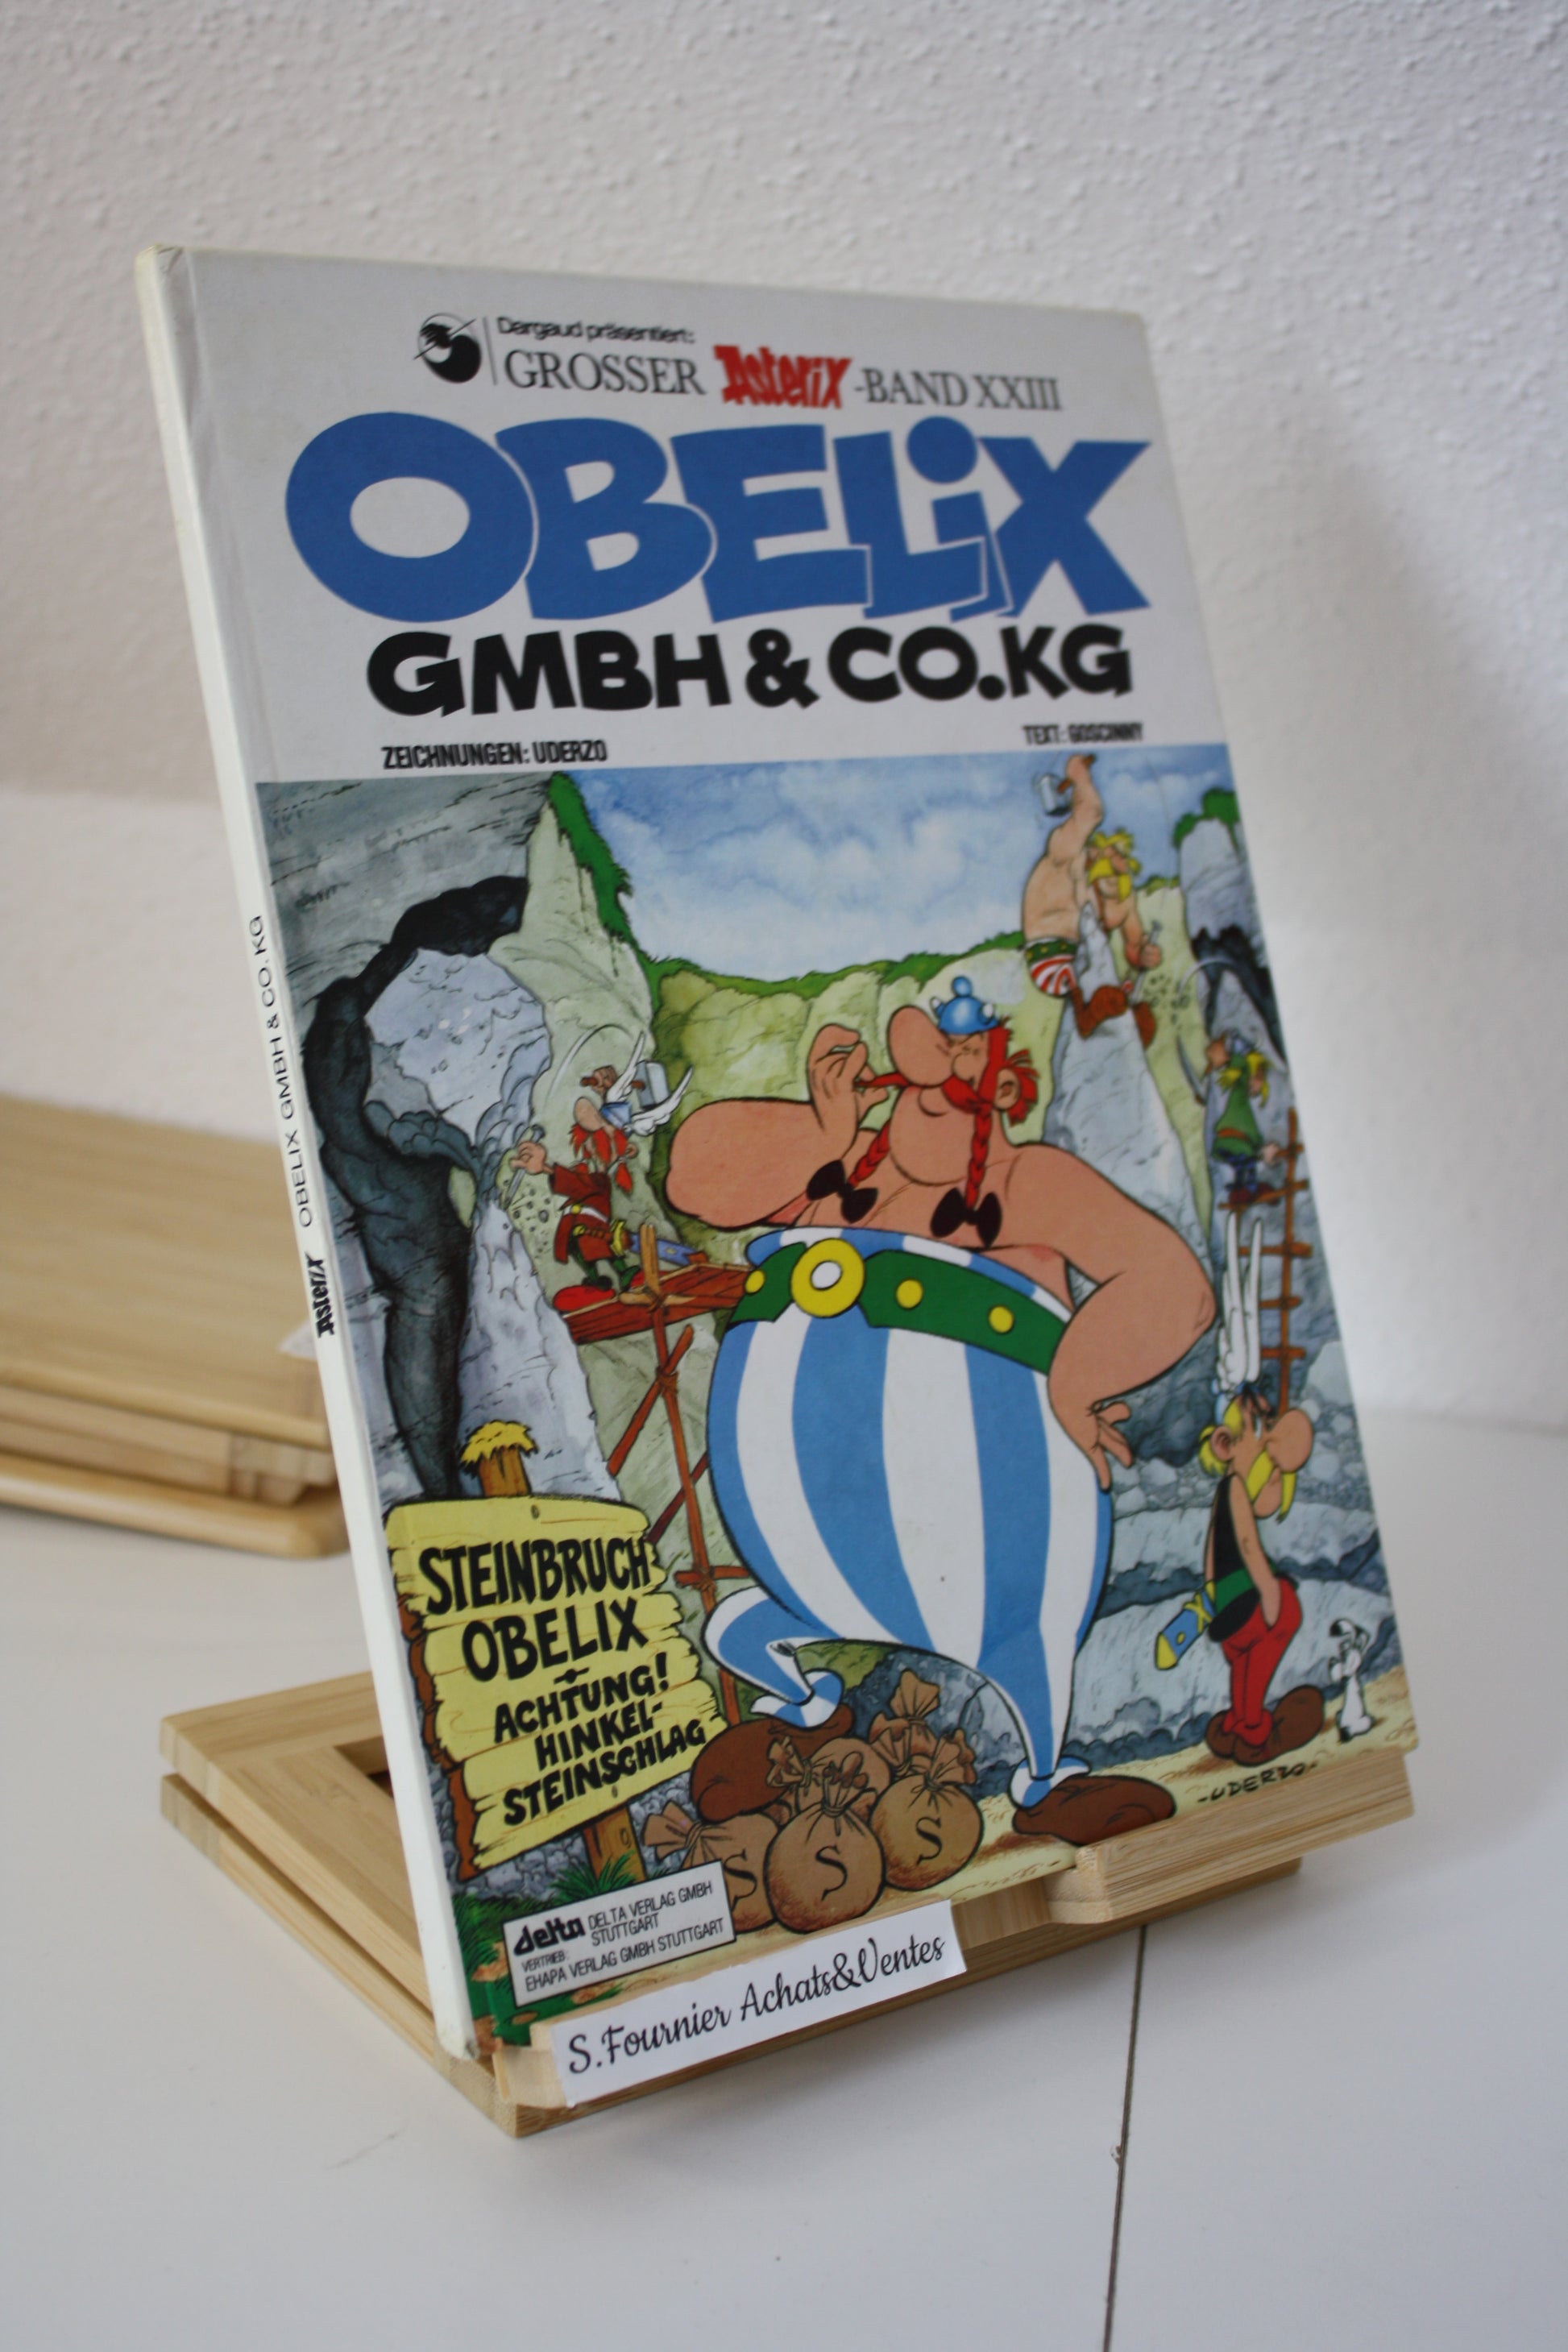 Dargaud präsentiert:
GROSSER Asterix -BAND XXIII
OBELiX
GMBH & CO.KG
ZEICHNUNGEN: UDERZO
TEXT: GOSCINNY
Asterix OBELIX GMBH & CO. KG
STEINBRUCH
OBELIX
ACHTUNG!
HINKEL-
STEINSCHLAG
S S S
-UDERZO-
delta DELTA VERLAG GMBH
STUTTGART
VERTRIEB:
EHAPA VERLAG GMBH STUTTGART
S.Fournier Achats&Ventes